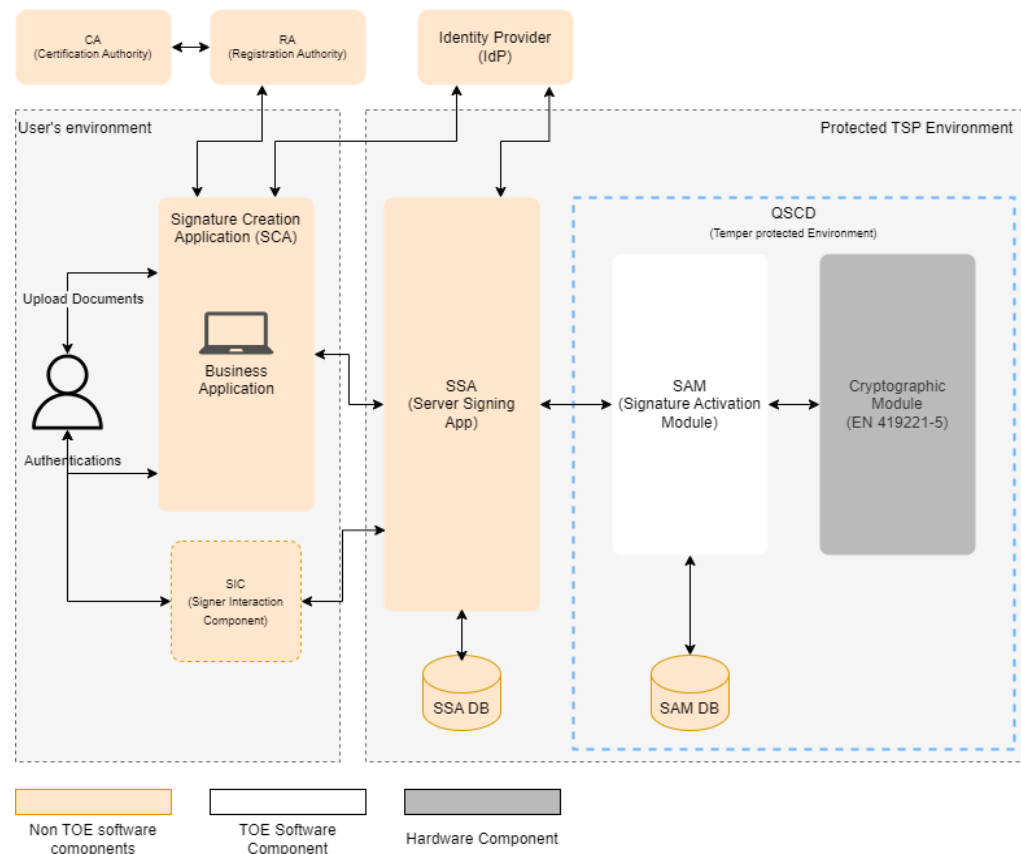 CA
(Certification Authority)
RA
(Registration Authority)
Identity Provider
(IdP)
User's environment
Protected TSP Environment
Signature Creation
Application (SCA)
QSCD
(Temper protected Environment)
Upload Documents
Business
Application
SSA
(Server Signing
App)
SAM
(Signature Activation
Module)
Cryptographic
Module
(EN 419221-5)
Authentications
SIC
(Signer Interaction
Component)
SSA DB
SAM DB
Non TOE software
comopnents
TOE Software
Component
Hardware Component